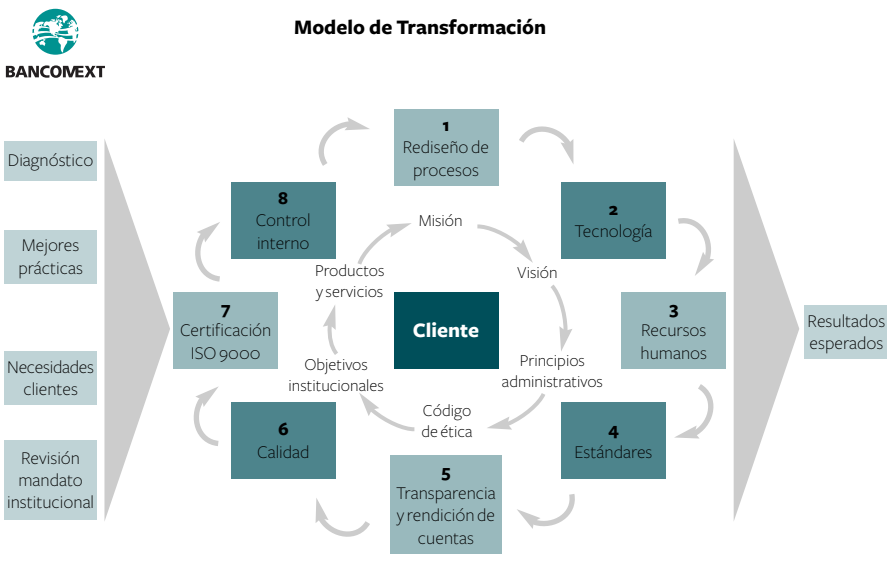 Modelo de Transformación
BANCOMEXT
Diagnóstico
Mejores
prácticas
Necesidades
clientes
Revisión
mandato
institucional
1
Rediseño de
procesos
2
Tecnología
3
Recursos
humanos
4
Estándares
5
Transparencia
y rendición de
cuentas
6
Calidad
7
Certificación
ISO 9000
8
Control
interno
Misión
Visión
Principios
administrativos
Código
de ética
Objetivos
institucionales
Productos
y servicios
Cliente
Resultados
esperados